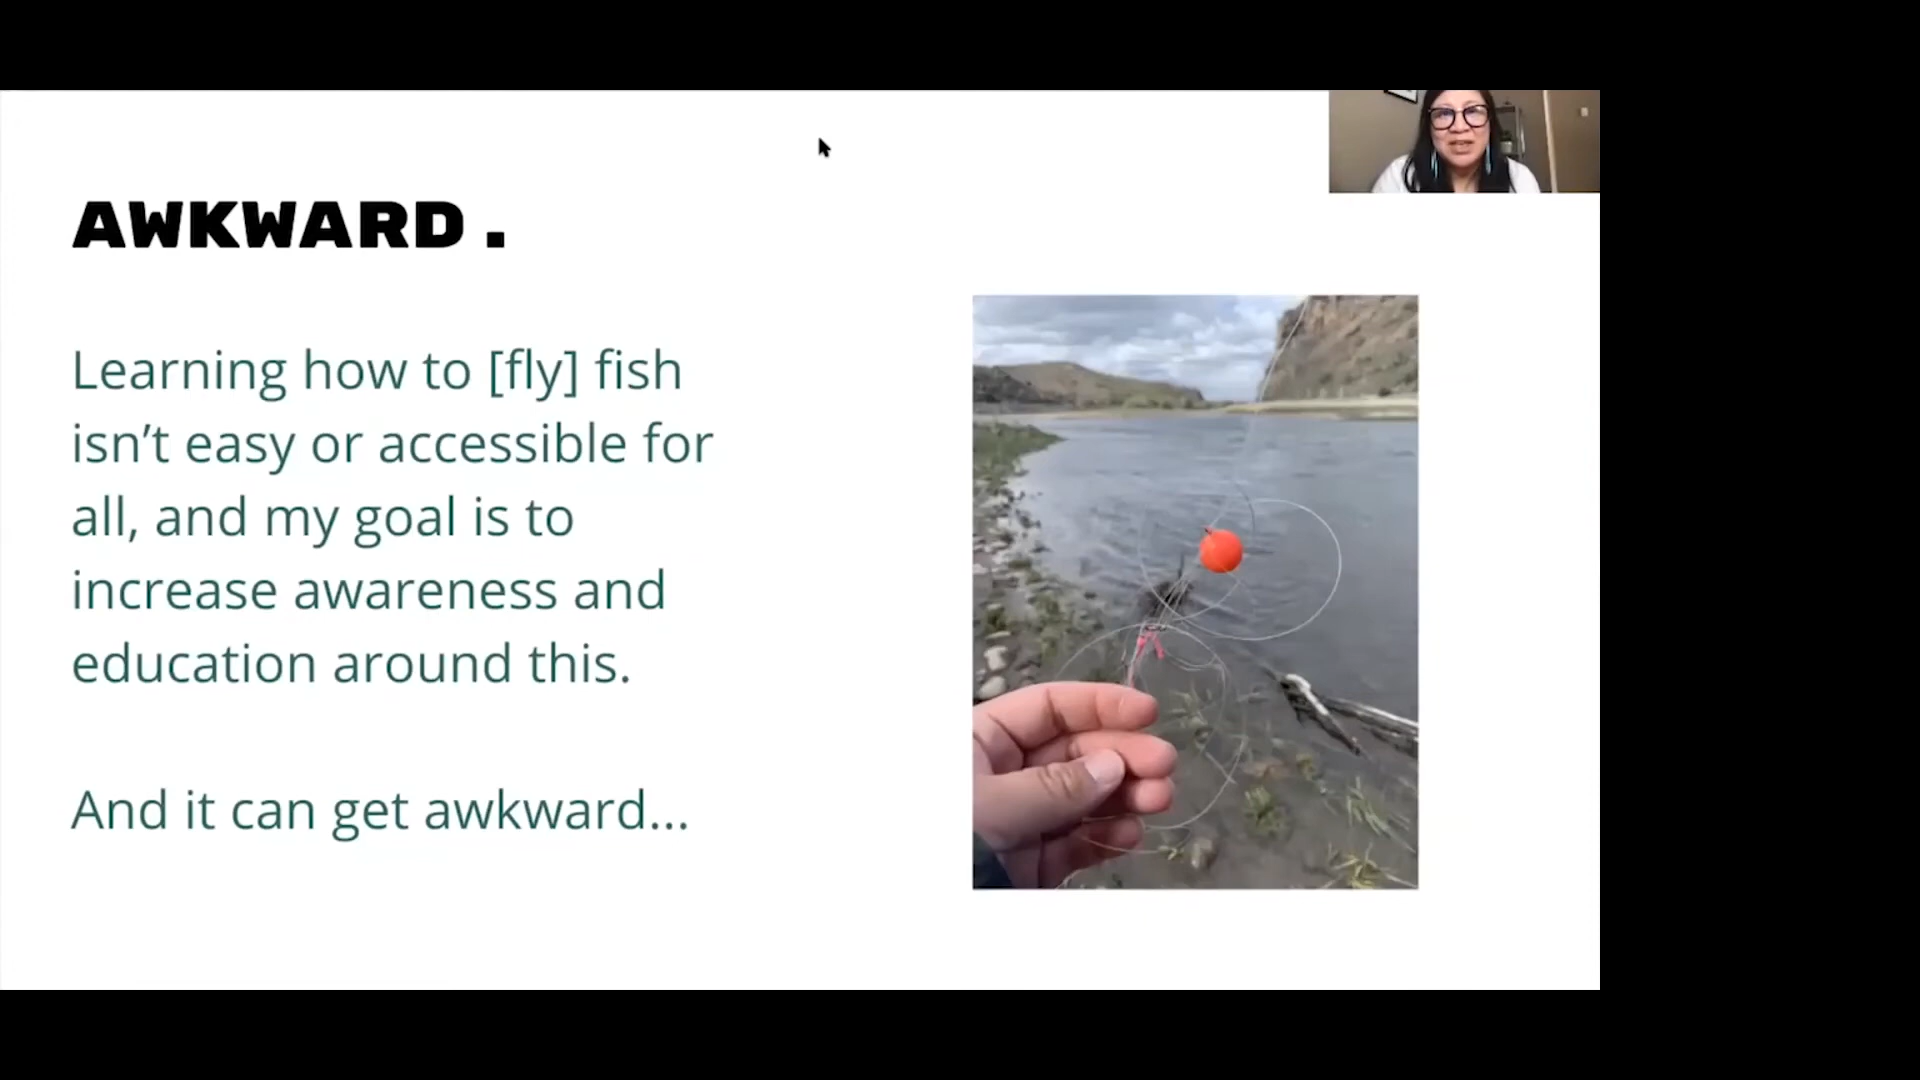 AWKWARD.
Learning how to [fly] fish
isn’t easy or accessible for
all, and my goal is to
increase awareness and
education around this.
And it can get awkward...